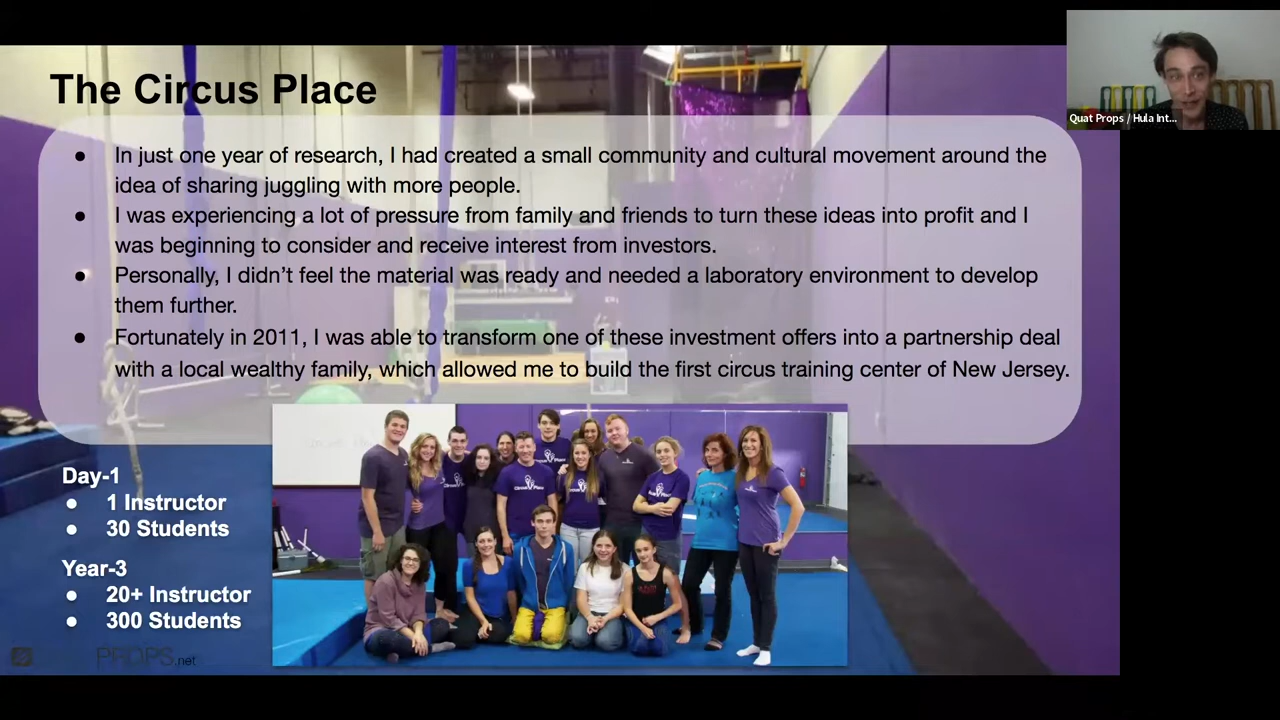 The Circus Place
Quat Props / Hula Int...
● In just one year of research, I had created a small community and cultural movement around the
idea of sharing juggling with more people.
● I was experiencing a lot of pressure from family and friends to turn these ideas into profit and I
was beginning to consider and receive interest from investors.
● Personally, I didn't feel the material was ready and needed a laboratory environment to develop
them further.
● Fortunately in 2011, I was able to transform one of these investment offers into a partnership deal
with a local wealthy family, which allowed me to build the first circus training center of New Jersey.
Day-1
● 1 Instructor
● 30 Students
Year-3
● 20+ Instructor
● 300 Students
PROPS.net